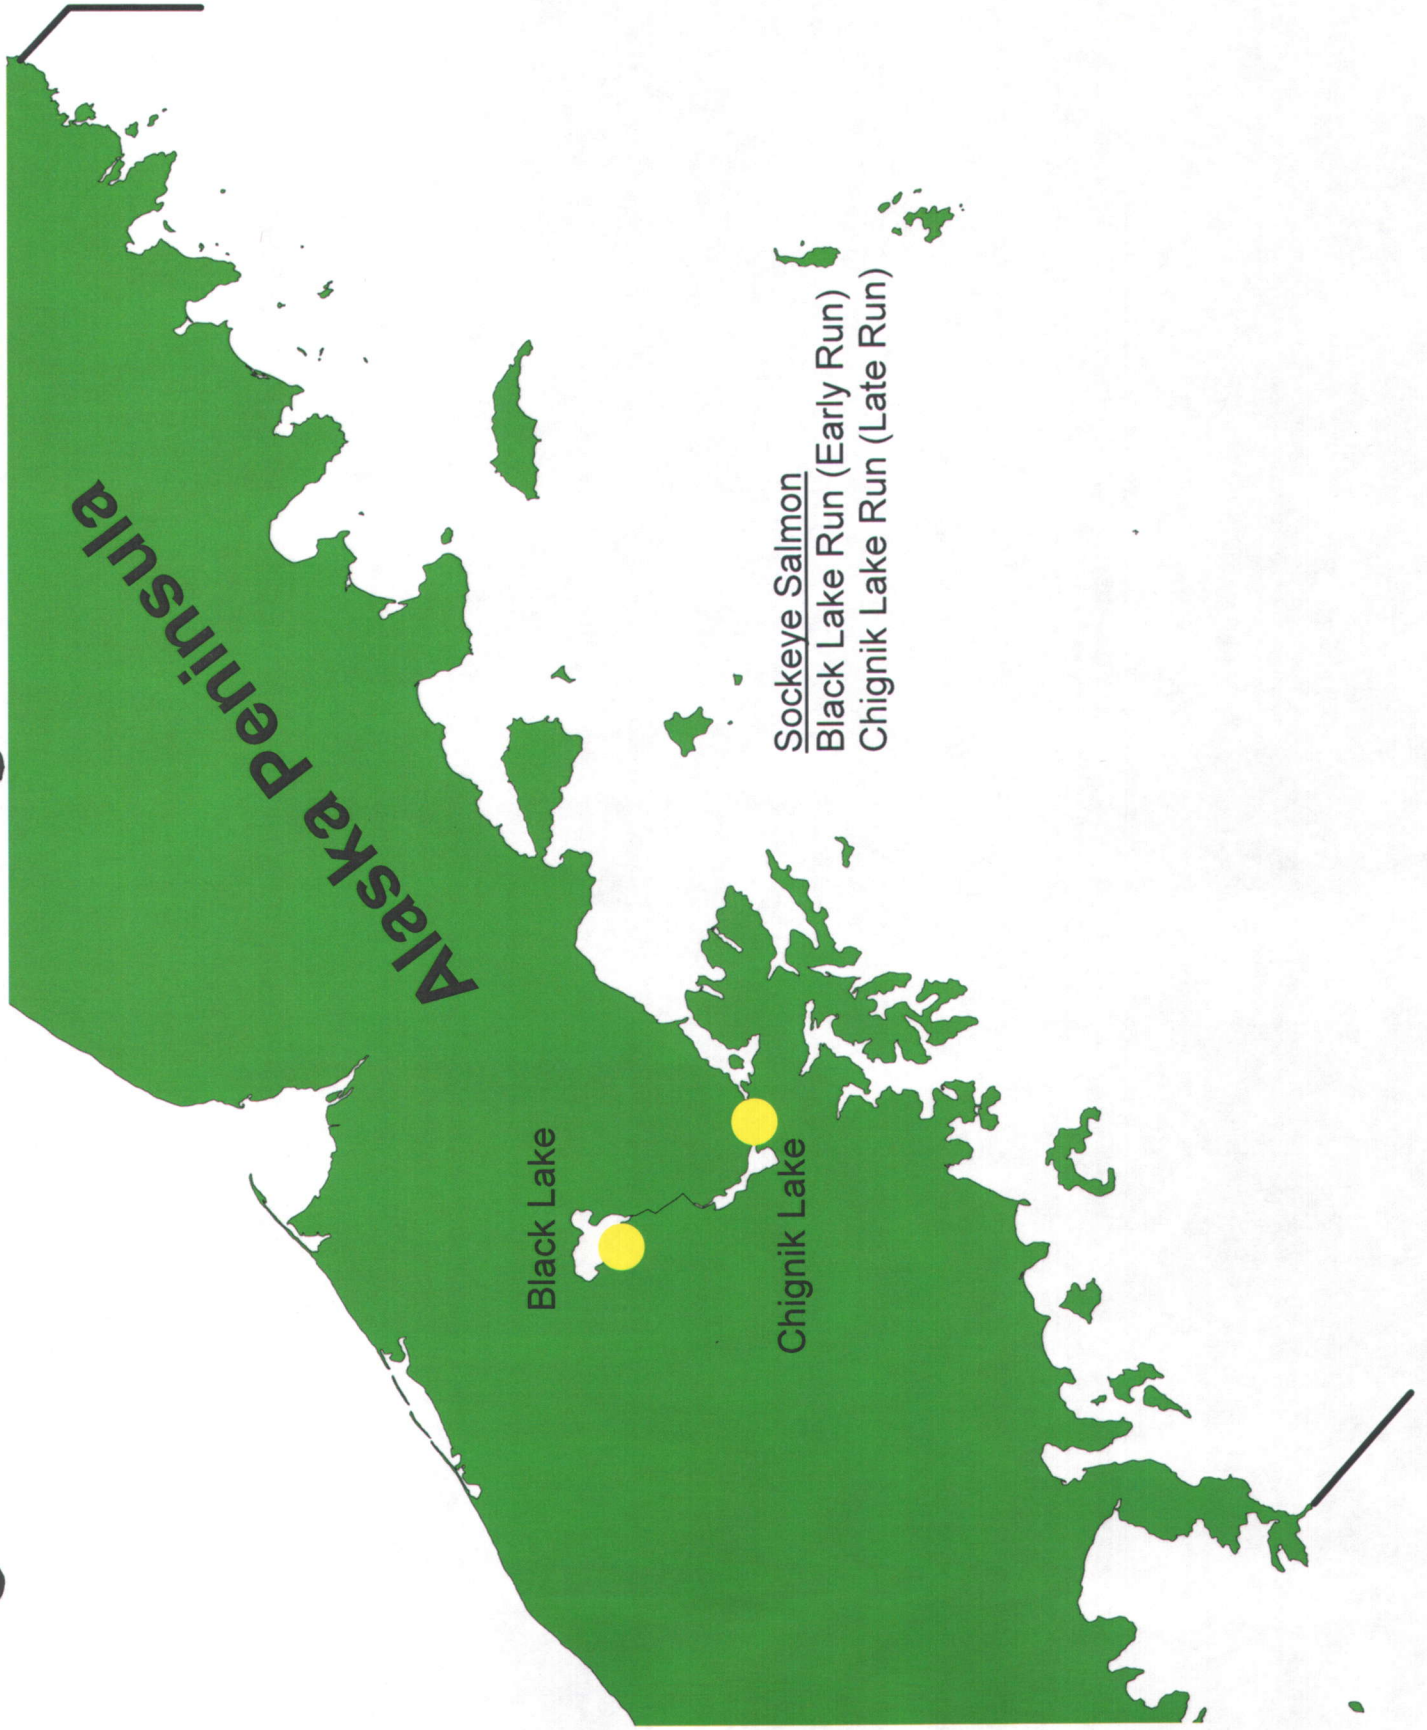 Alaska Peninsula
Black Lake
Chignik Lake
Sockeye Salmon
Black Lake Run (Early Run)
Chignik Lake Run (Late Run)